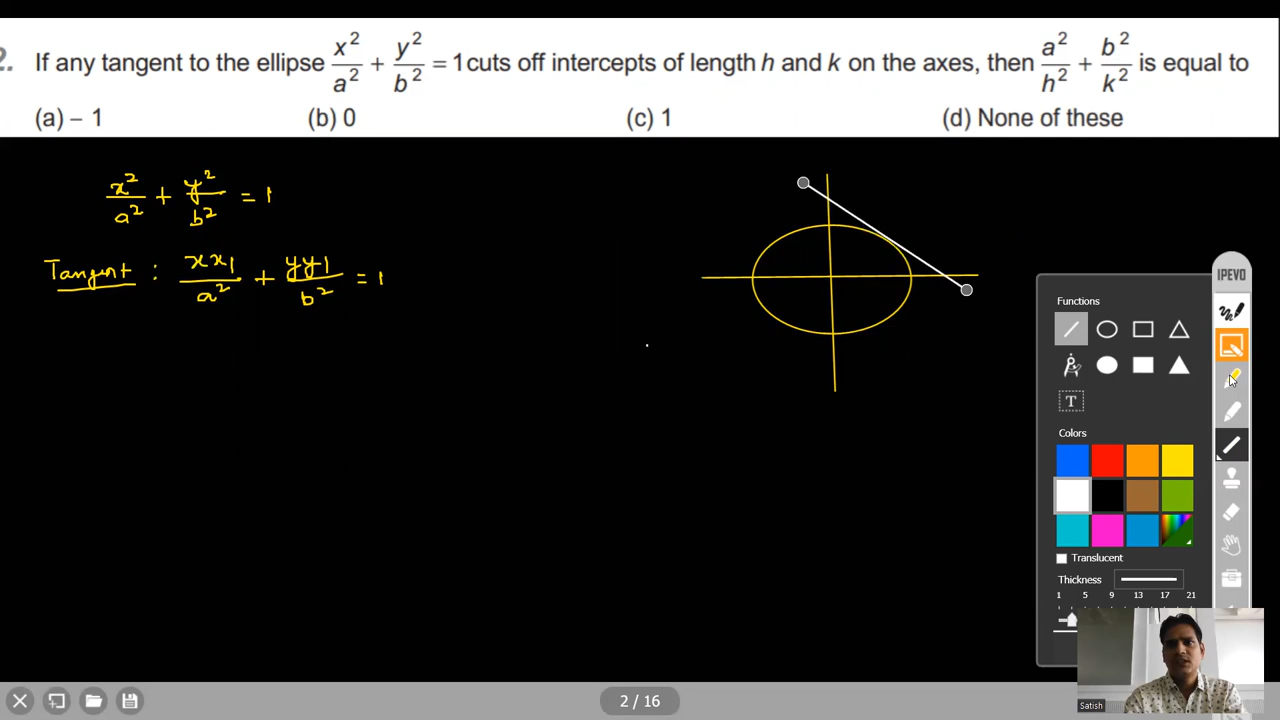 2. If any tangent to the ellipse x²/a² + y²/b² = 1 cuts off intercepts of length h and k on the axes, then a²/h² + b²/k² is equal to
(a) – 1 (b) 0 (c) 1 (d) None of these
x²/a² + y²/b² = 1
Tangent : xx₁/a² + yy₁/b² = 1
IPEVO
Functions
T
Colors
Translucent
Thickness
1 5 9 13 17 21
Satish
2 / 16